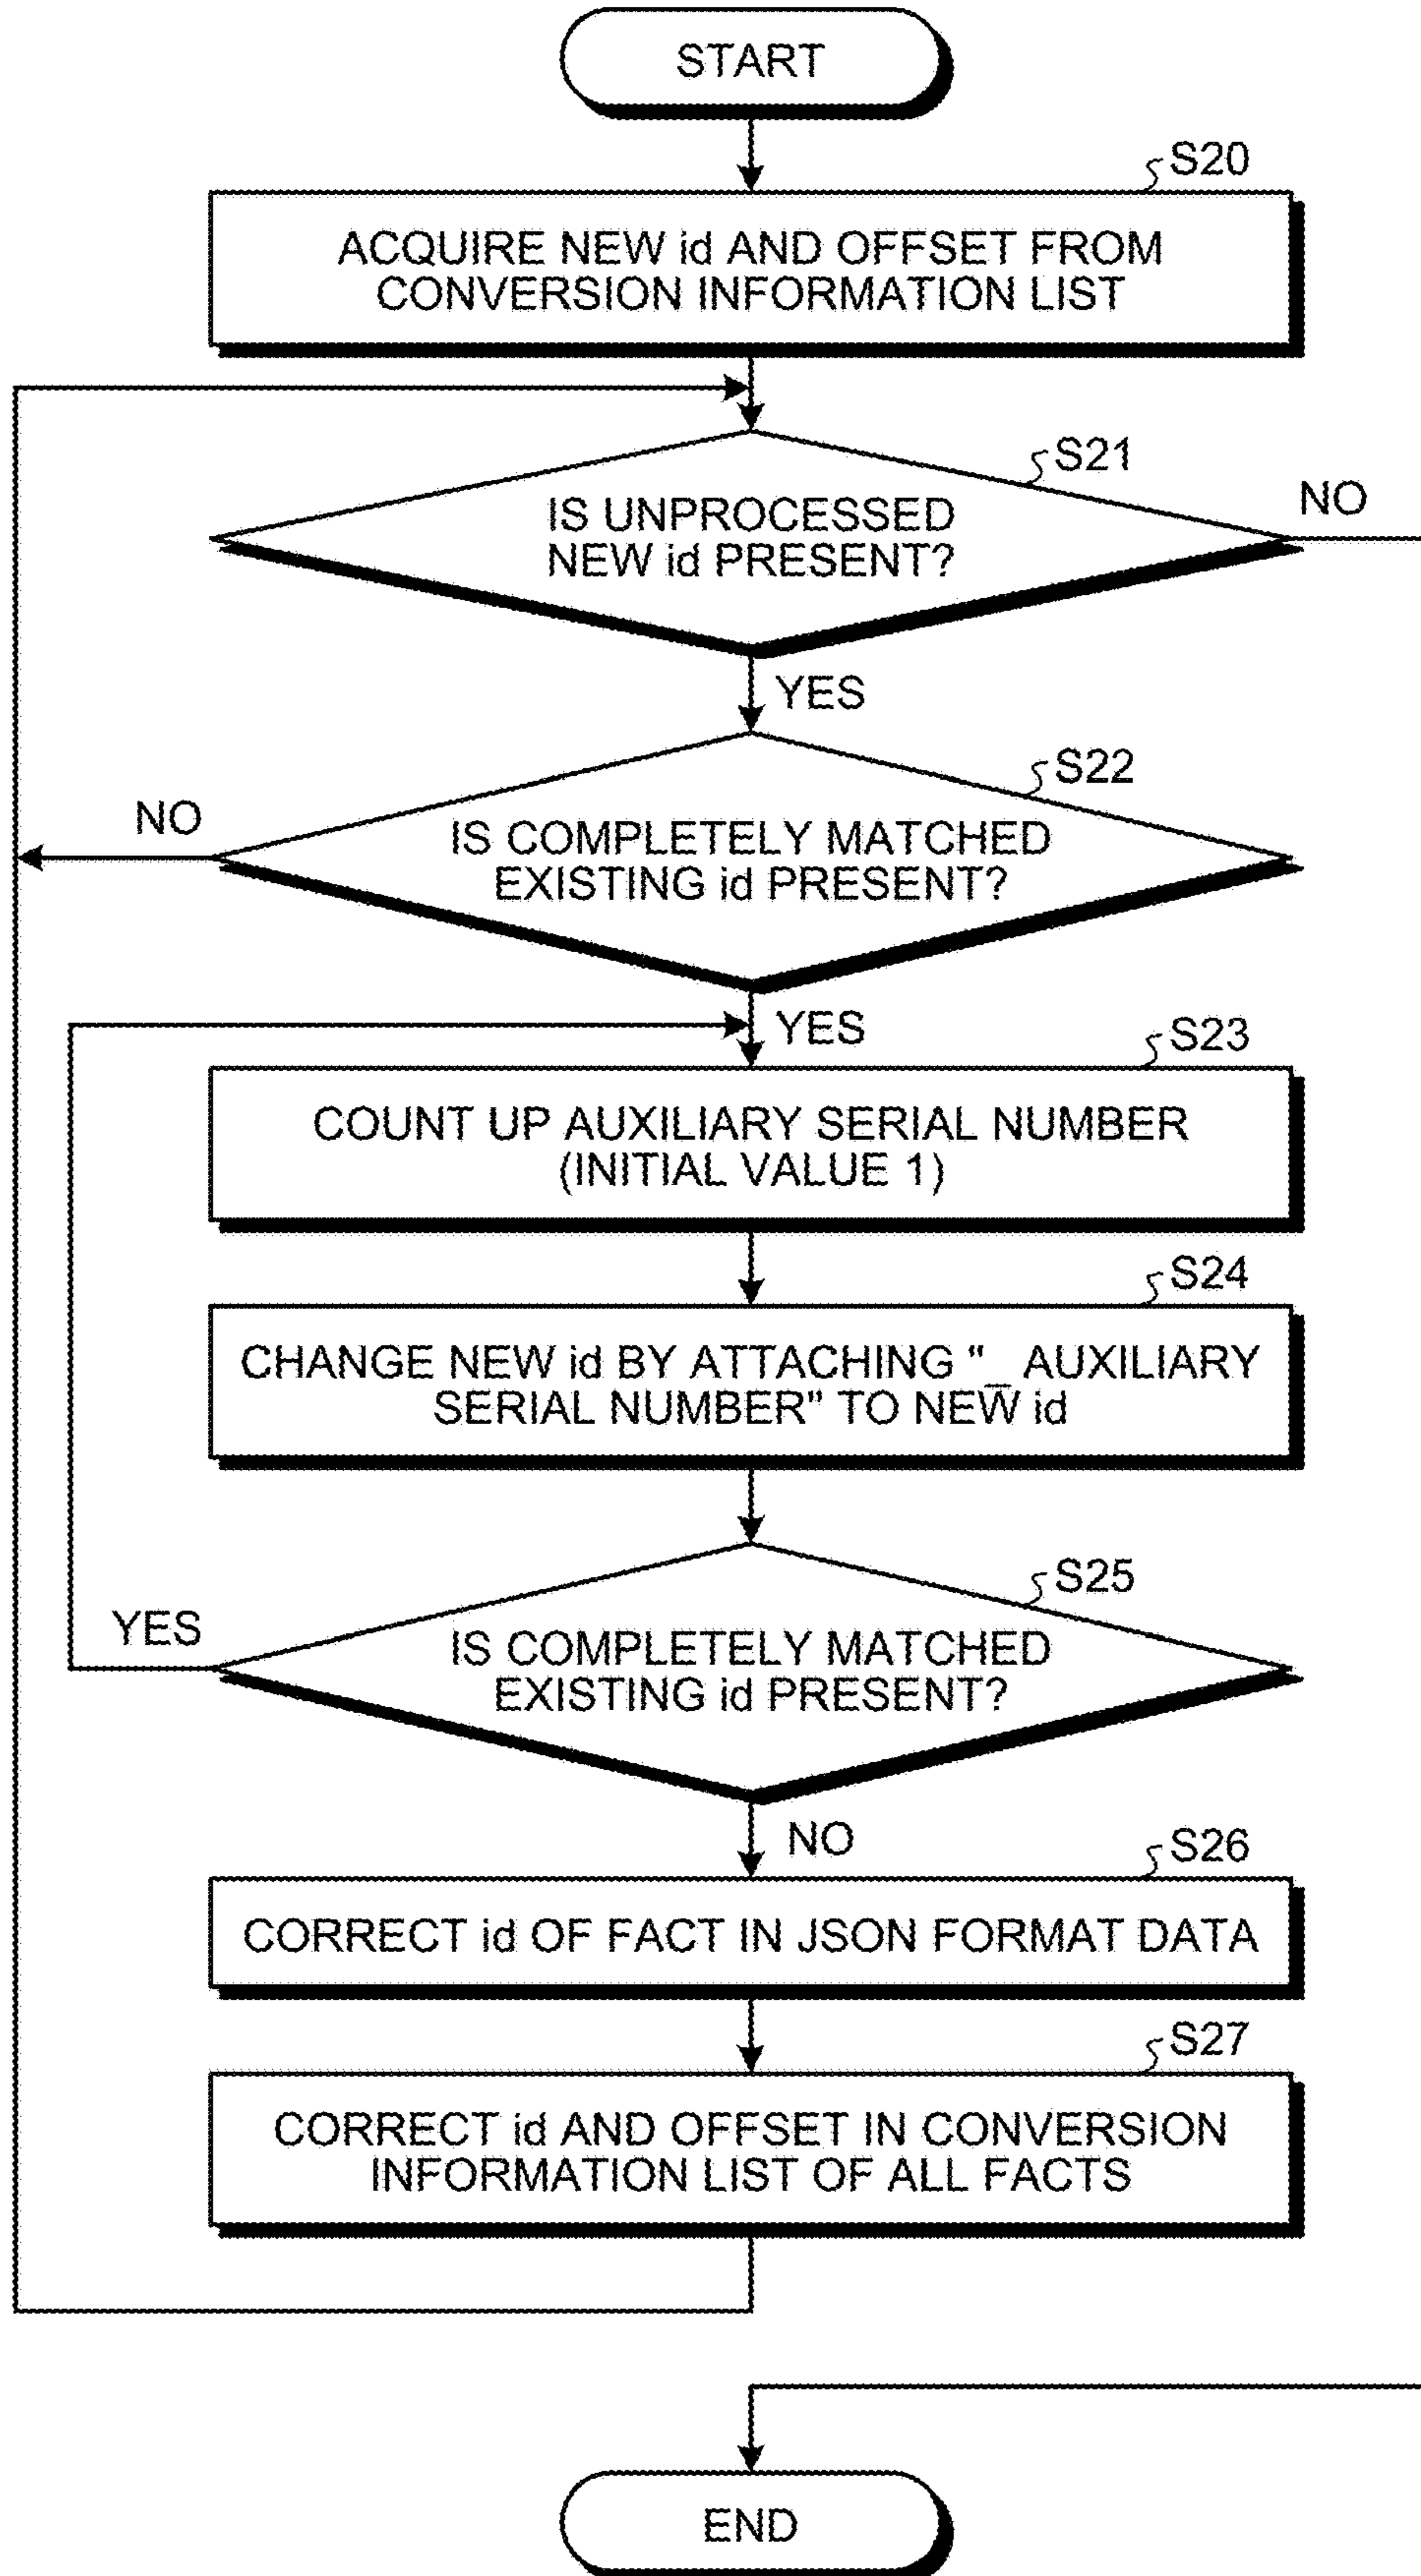 START
S20
ACQUIRE NEW id AND OFFSET FROM
CONVERSION INFORMATION LIST
S21
NO
IS UNPROCESSED
NEW id PRESENT?
YES
S22
NO
IS COMPLETELY MATCHED
EXISTING id PRESENT?
YES
S23
COUNT UP AUXILIARY SERIAL NUMBER
(INITIAL VALUE 1)
S24
CHANGE NEW id BY ATTACHING "_ AUXILIARY
SERIAL NUMBER" TO NEW id
S25
YES
IS COMPLETELY MATCHED
EXISTING id PRESENT?
NO
S26
CORRECT id OF FACT IN JSON FORMAT DATA
S27
CORRECT id AND OFFSET IN CONVERSION
INFORMATION LIST OF ALL FACTS
END